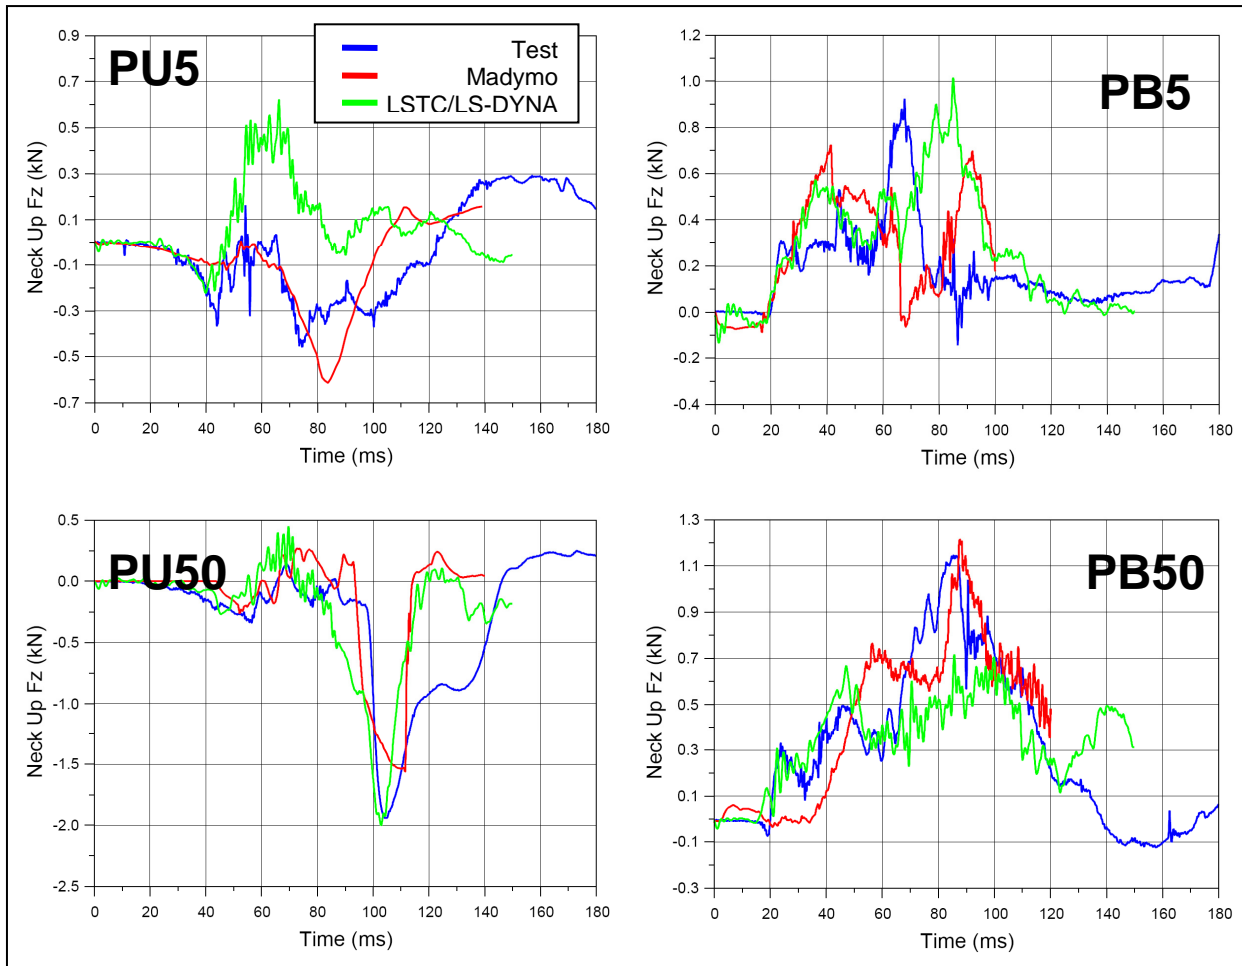 PU5
Test
Madymo
LSTC/LS-DYNA
0.9
0.7
0.5
0.3
0.1
-0.1
-0.3
-0.5
-0.7
Neck Up Fz (kN)
0 20 40 60 80 100 120 140 160 180
Time (ms)
PB5
1.2
1.0
0.8
0.6
0.4
0.2
0.0
-0.2
-0.4
Neck Up Fz (kN)
0 20 40 60 80 100 120 140 160 180
Time (ms)
PU50
0.5
0.0
-0.5
-1.0
-1.5
-2.0
-2.5
Neck Up Fz (kN)
0 20 40 60 80 100 120 140 160 180
Time (ms)
PB50
1.3
1.1
0.9
0.7
0.5
0.3
0.1
-0.1
-0.3
Neck Up Fz (kN)
0 20 40 60 80 100 120 140 160 180
Time (ms)